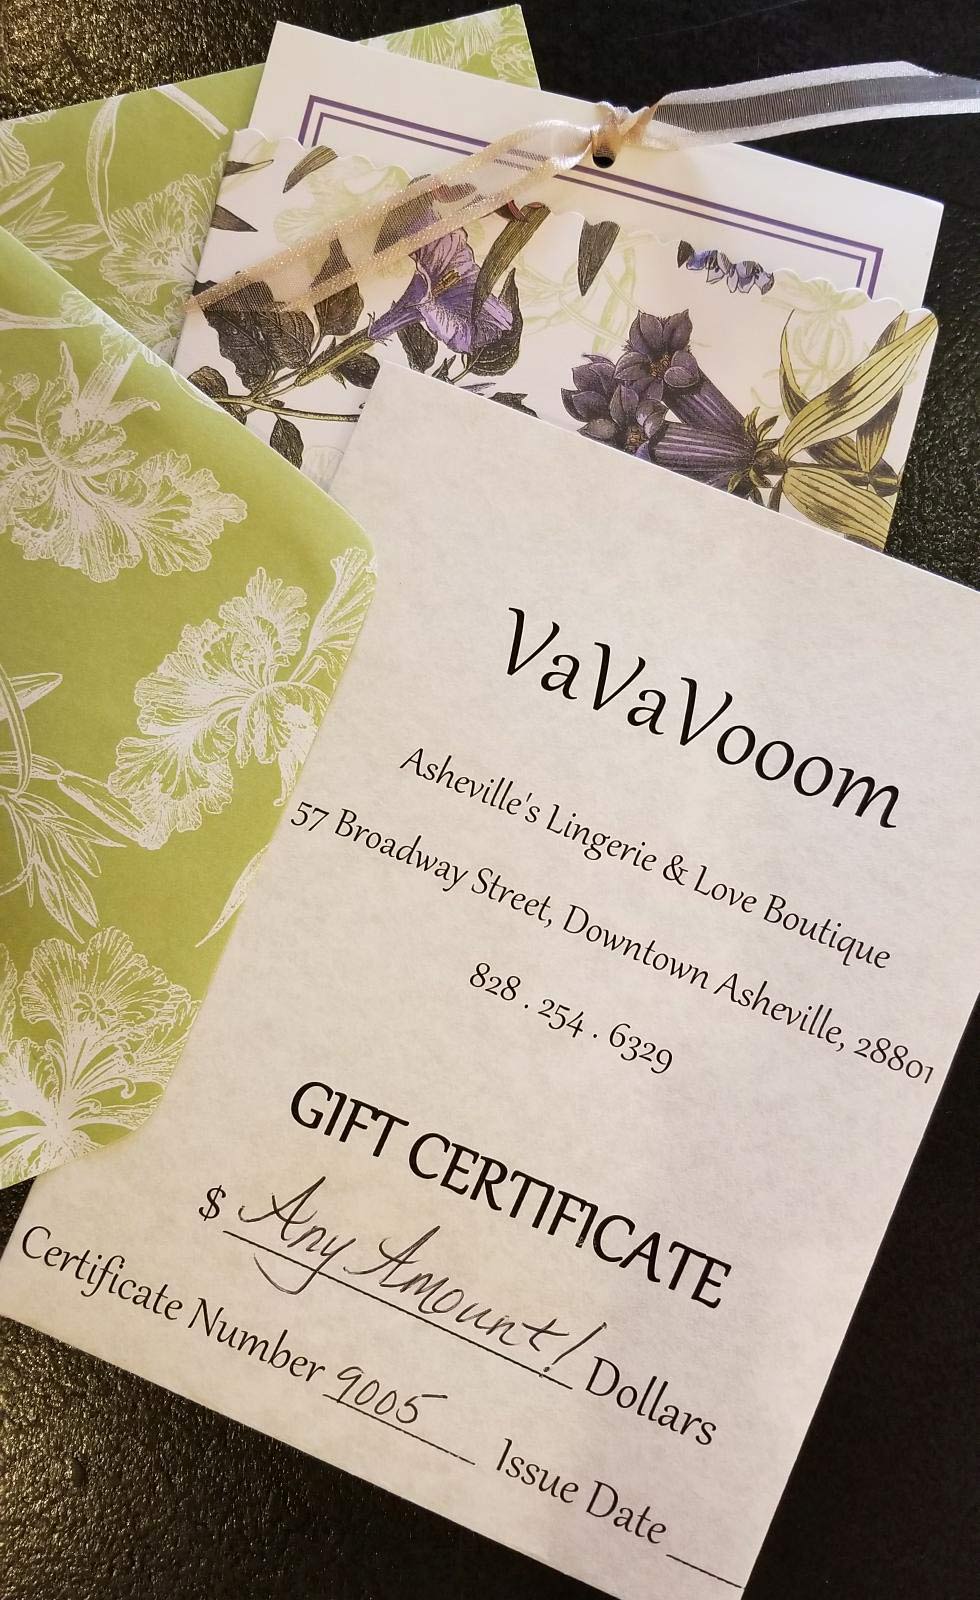 VaVaVooom
Asheville's Lingerie & Love Boutique
57 Broadway Street, Downtown Asheville, 28801
828 . 254 . 6329
GIFT CERTIFICATE
$ Any Amount! Dollars
Certificate Number 9005 Issue Date